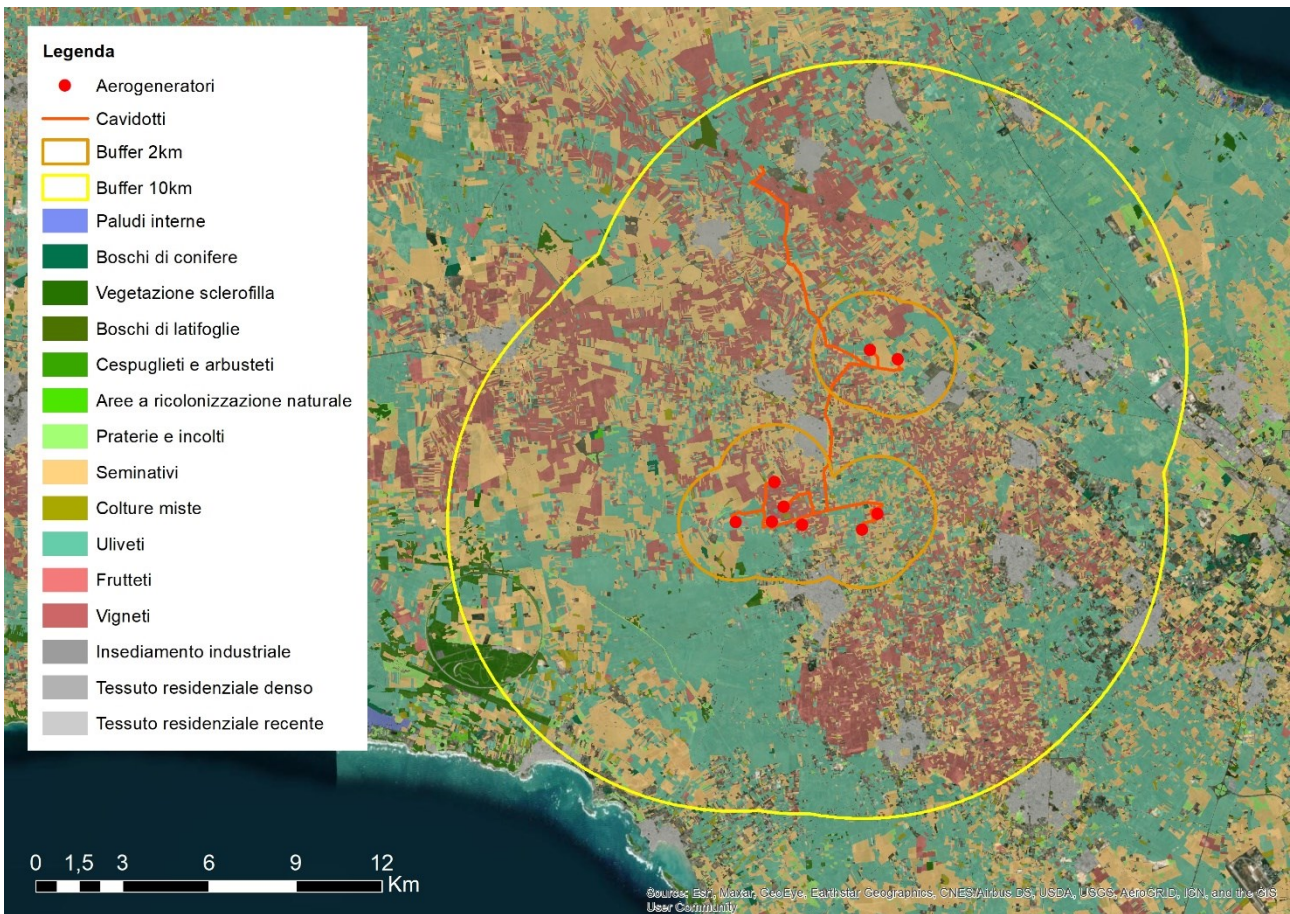 Legenda
Aerogeneratori
Cavidotti
Buffer 2km
Buffer 10km
Paludi interne
Boschi di conifere
Vegetazione sclerofilla
Boschi di latifoglie
Cespuglieti e arbusteti
Aree a ricolonizzazione naturale
Praterie e incolti
Seminativi
Colture miste
Uliveti
Frutteti
Vigneti
Insediamento industriale
Tessuto residenziale denso
Tessuto residenziale recente
0 1,5 3 6 9 12
Km
Source: Esri, Maxar, GeoEye, Earthstar Geographics, CNES/Airbus DS, USDA, USGS, AeroGRID, IGN, and the GIS
User Community